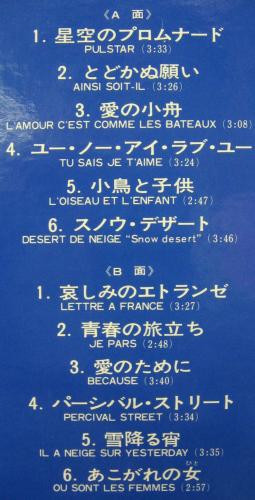 《A 面》
1. 星空のプロムナード
PULSTAR (3:33)
2. とどかぬ願い
AINSI SOIT-IL (3:26)
3. 愛の小舟
L'AMOUR C'EST COMME LES BATEAUX (3:08)
4. ユー・ノー・アイ・ラブ・ユー
TU SAIS JE T'AIME (3:24)
5. 小鳥と子供
L'OISEAU ET L'ENFANT (2:47)
6. スノウ・デザート
DESERT DE NEIGE "Snow desert" (3:46)
《B 面》
1. 哀しみのエトランゼ
LETTRE A FRANCE (3:27)
2. 青春の旅立ち
JE PARS (2:48)
3. 愛のために
BECAUSE (3:40)
4. パーシバル・ストリート
PERCIVAL STREET (3:34)
5. 雪降る宵
IL A NEIGE SUR YESTERDAY (3:35)
6. あこがれの女
ひと
OU SONT LES FEMMES (2:57)